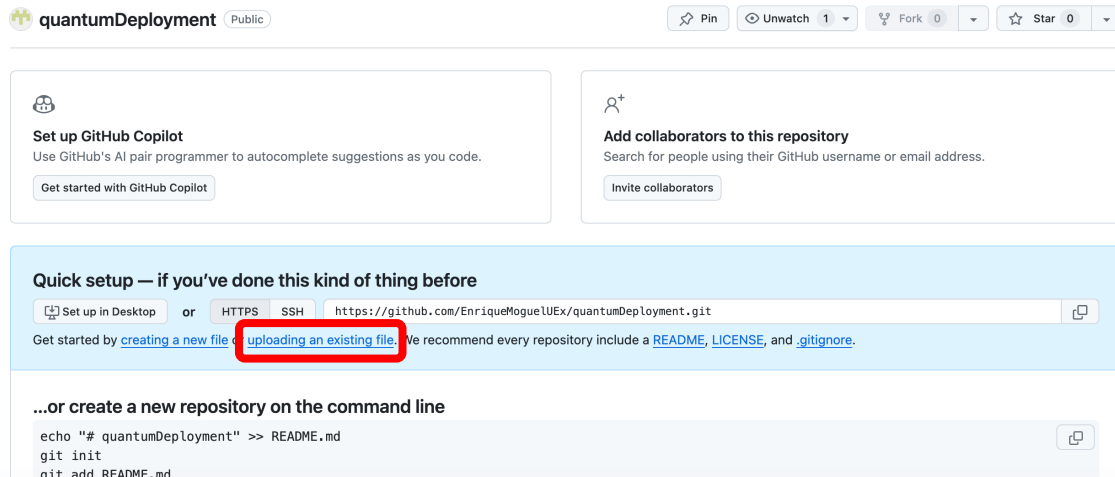 quantumDeployment Public
Pin Unwatch 1 Fork 0 Star 0
Set up GitHub Copilot
Use GitHub's AI pair programmer to autocomplete suggestions as you code.
Get started with GitHub Copilot
Add collaborators to this repository
Search for people using their GitHub username or email address.
Invite collaborators
Quick setup — if you've done this kind of thing before
Set up in Desktop or HTTPS SSH https://github.com/EnriqueMoguelUEx/quantumDeployment.git
Get started by creating a new file uploading an existing file. We recommend every repository include a README, LICENSE, and .gitignore.
...or create a new repository on the command line
echo "# quantumDeployment" >> README.md
git init
git add README.md